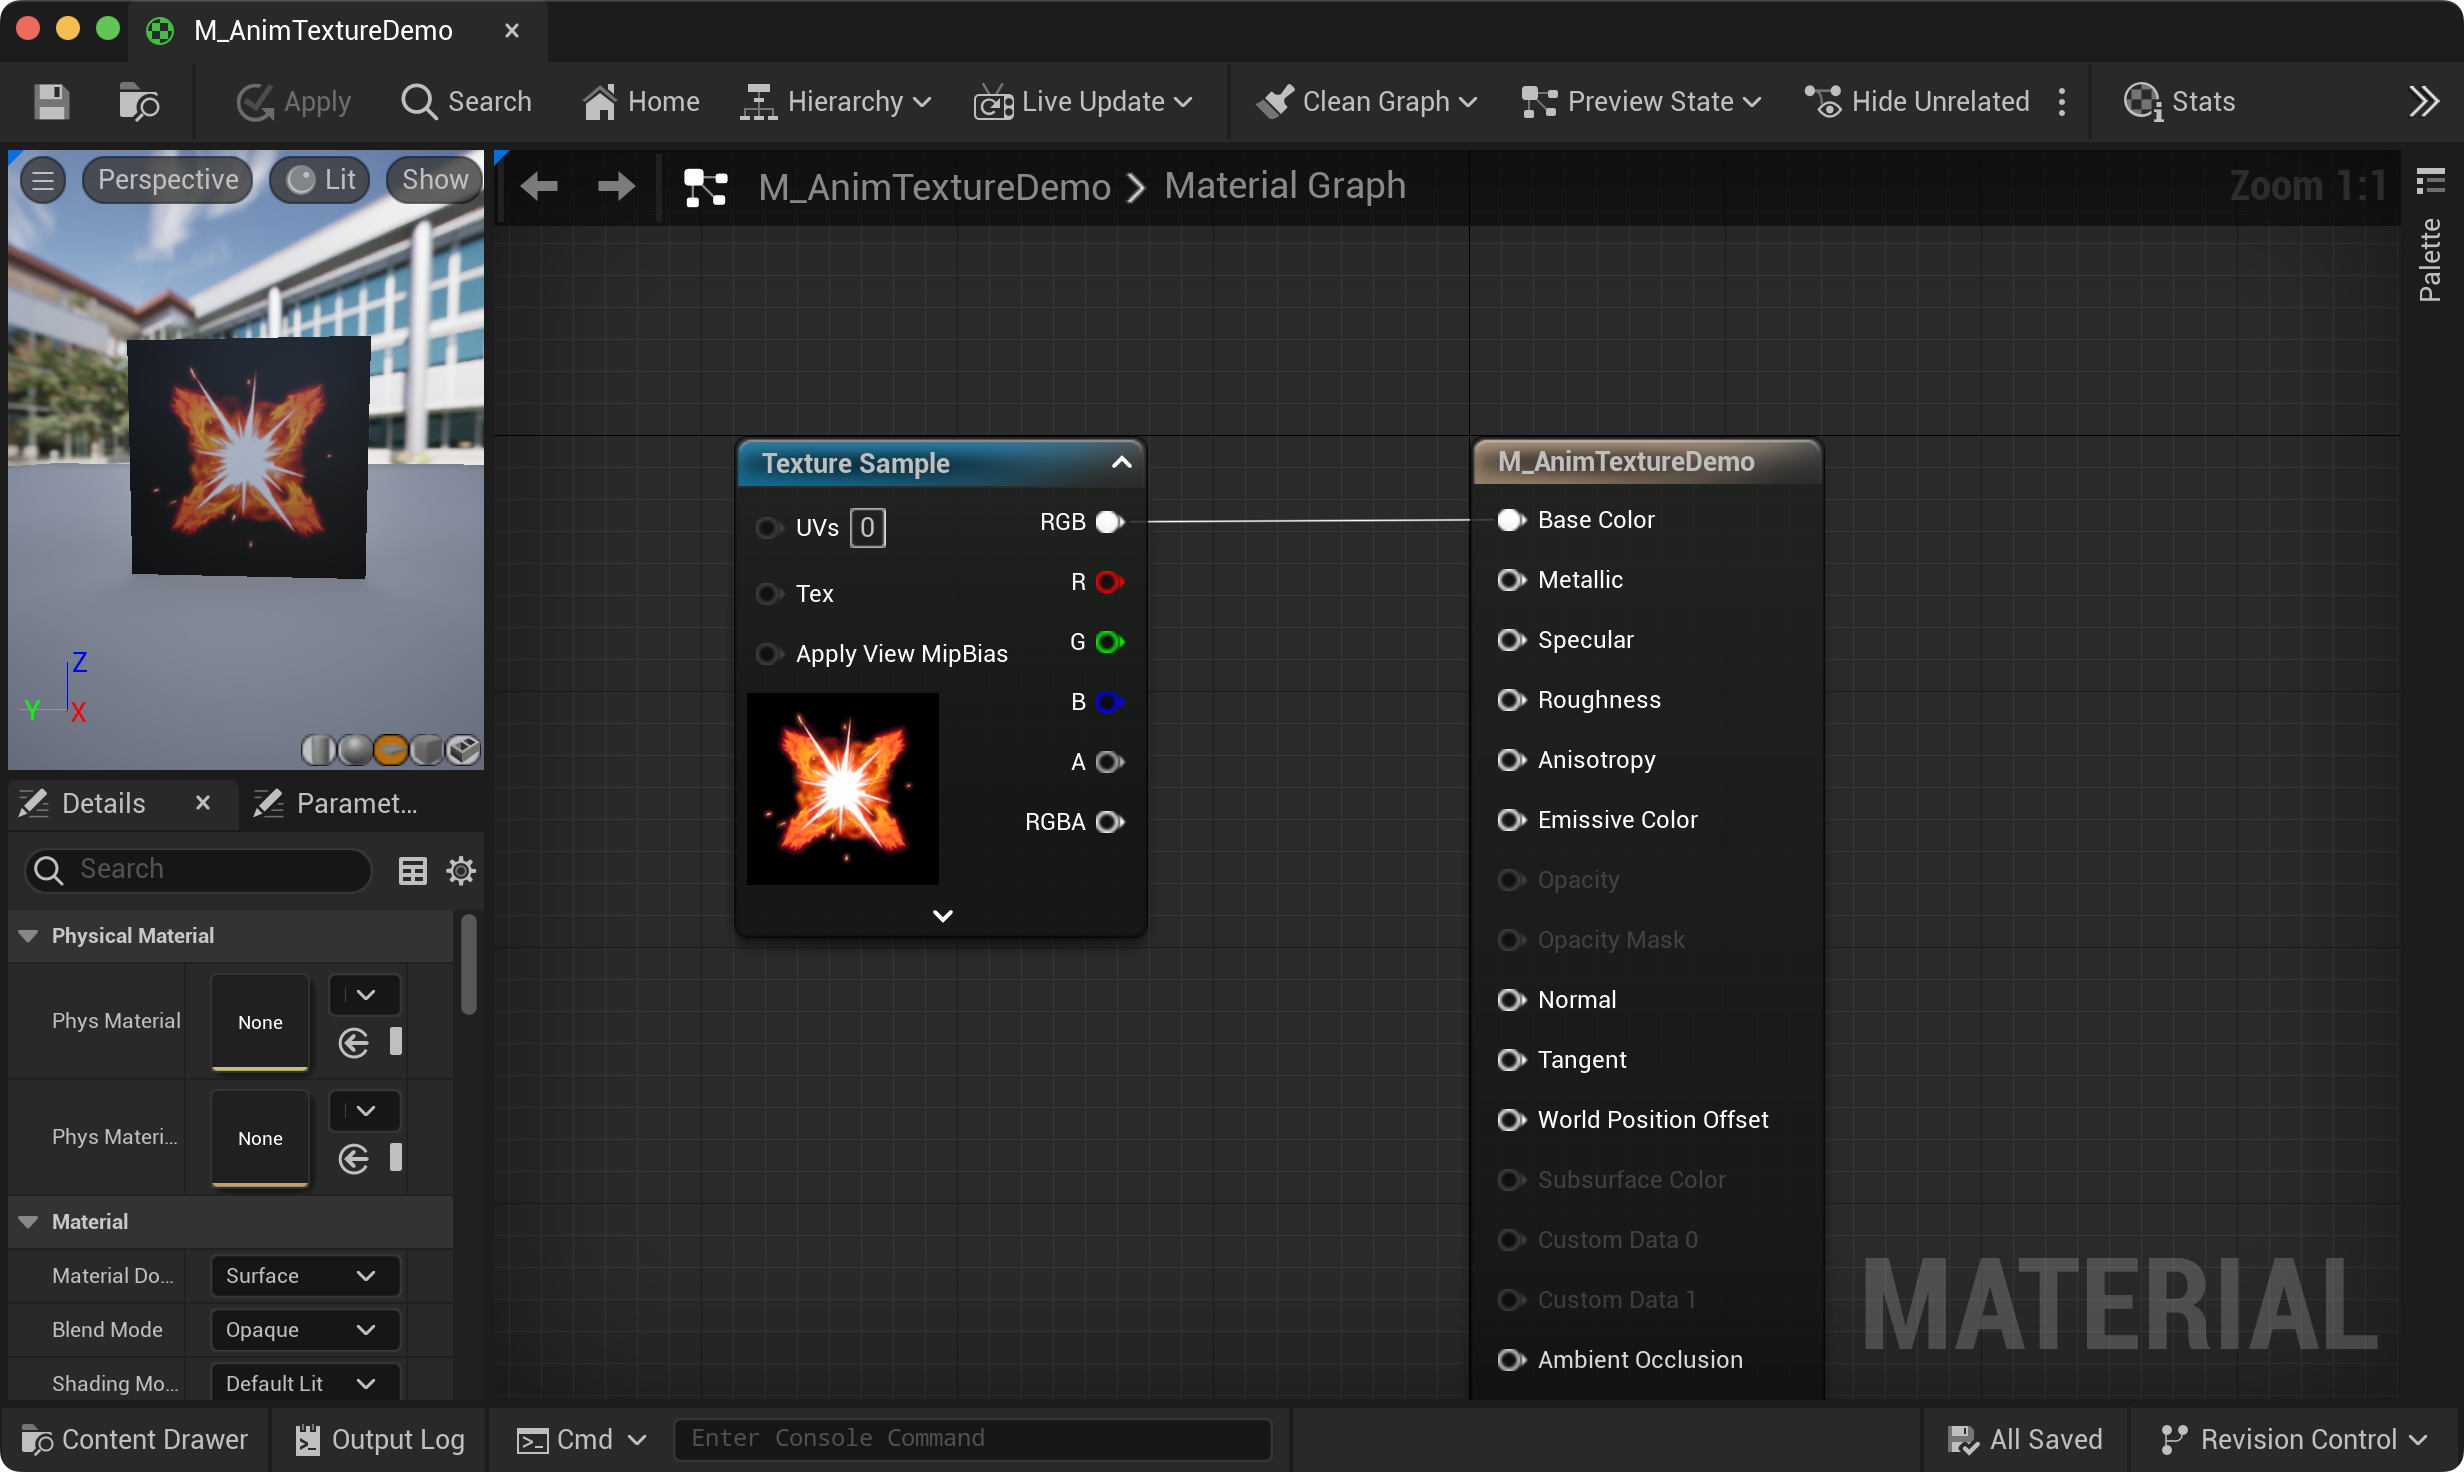 M_AnimTextureDemo
Apply
Search
Home
Hierarchy
Live Update
Clean Graph
Preview State
Hide Unrelated
Stats
Perspective
Lit
Show
Z
Y
X
M_AnimTextureDemo
Material Graph
Zoom 1:1
Palette
Texture Sample
UVs 0
Tex
Apply View MipBias
RGB
R
G
B
A
RGBA
M_AnimTextureDemo
Base Color
Metallic
Specular
Roughness
Anisotropy
Emissive Color
Opacity
Opacity Mask
Normal
Tangent
World Position Offset
Subsurface Color
Custom Data 0
Custom Data 1
Ambient Occlusion
MATERIAL
Details
Paramet...
Search
Physical Material
Phys Material
None
Phys Materi...
None
Material
Material Do...
Surface
Blend Mode
Opaque
Shading Mo...
Default Lit
Content Drawer
Output Log
Cmd
Enter Console Command
All Saved
Revision Control